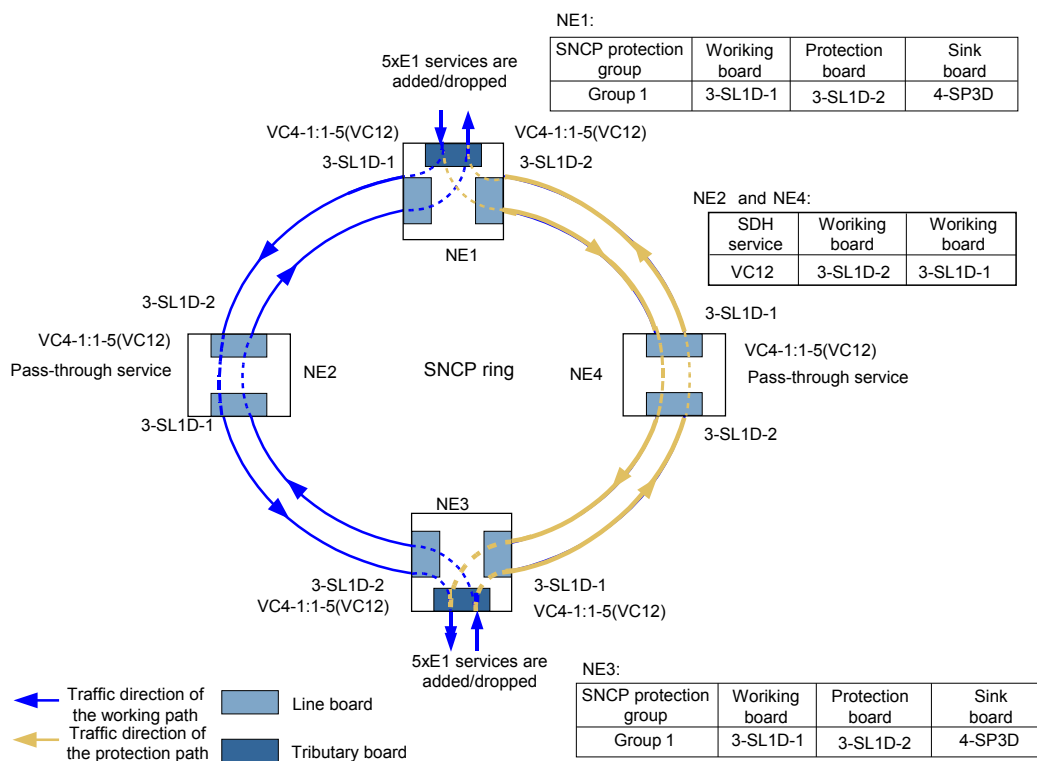 NE1:
SNCP protection group
Woriking board
Protection board
Sink board
Group 1
3-SL1D-1
3-SL1D-2
4-SP3D
5xE1 services are
added/dropped
VC4-1:1-5(VC12)
VC4-1:1-5(VC12)
3-SL1D-1
3-SL1D-2
NE1
NE2 and NE4:
SDH service
Woriking board
Woriking board
VC12
3-SL1D-2
3-SL1D-1
3-SL1D-2
VC4-1:1-5(VC12)
Pass-through service
NE2
3-SL1D-1
SNCP ring
3-SL1D-1
VC4-1:1-5(VC12)
NE4
Pass-through service
3-SL1D-2
NE3
3-SL1D-2
VC4-1:1-5(VC12)
3-SL1D-1
VC4-1:1-5(VC12)
5xE1 services are
added/dropped
NE3:
SNCP protection group
Woriking board
Protection board
Sink board
Group 1
3-SL1D-1
3-SL1D-2
4-SP3D
Traffic direction of
the working path
Line board
Traffic direction of
the protection path
Tributary board